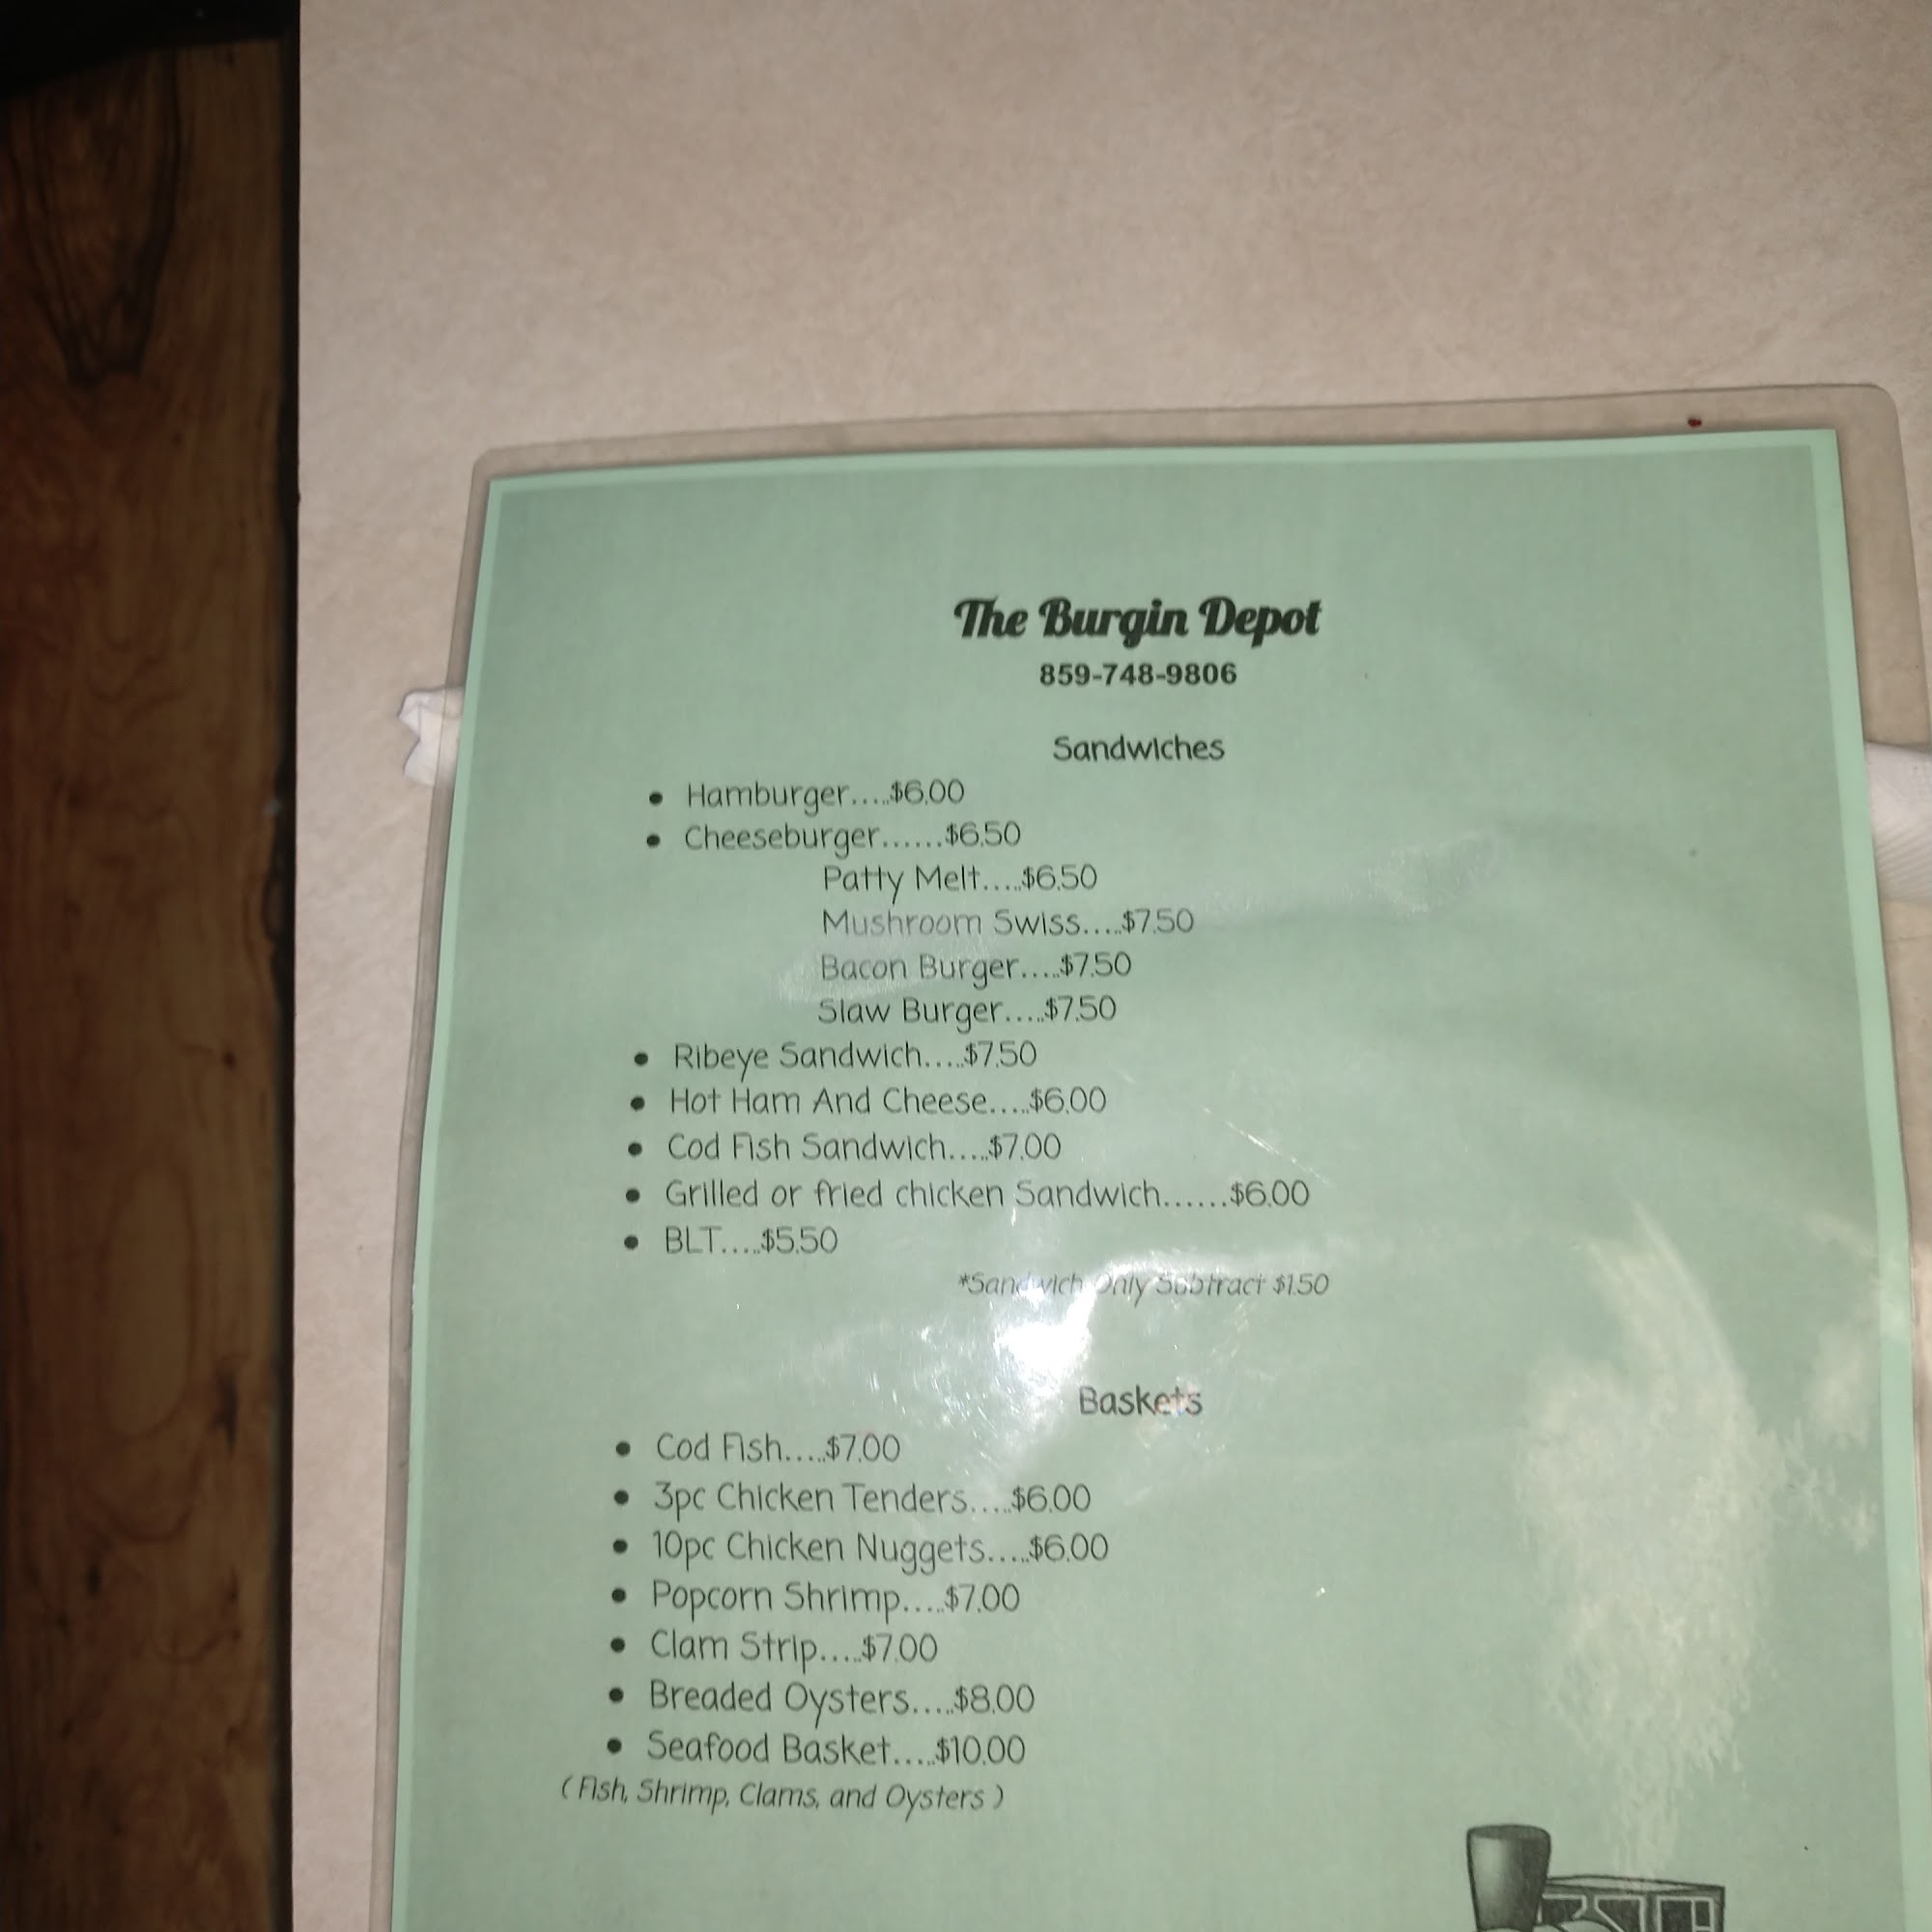 The Burgin Depot
859-748-9806
Sandwiches
• Hamburger.....$6.00
• Cheeseburger......$6.50
Patty Melt.....$6.50
Mushroom Swiss.....$7.50
Bacon Burger.....$7.50
Slaw Burger.....$7.50
• Ribeye Sandwich.....$7.50
• Hot Ham And Cheese.....$6.00
• Cod Fish Sandwich.....$7.00
• Grilled or fried chicken Sandwich......$6.00
• BLT.....$5.50
*Sandwich Only Subtract $1.50
Baskets
• Cod Fish.....$7.00
• 3pc Chicken Tenders.....$6.00
• 10pc Chicken Nuggets.....$6.00
• Popcorn Shrimp.....$7.00
• Clam Strip.....$7.00
• Breaded Oysters.....$8.00
• Seafood Basket.....$10.00
( Fish, Shrimp, Clams, and Oysters )